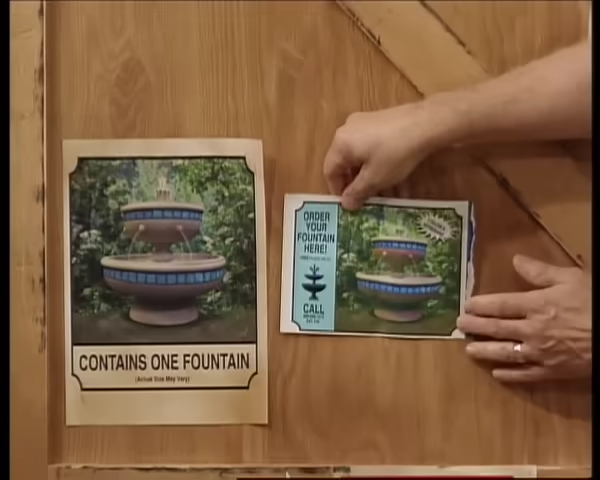 CONTAINS ONE FOUNTAIN
(Actual Size May Vary)
ORDER
YOUR
FOUNTAIN
HERE!
CALL